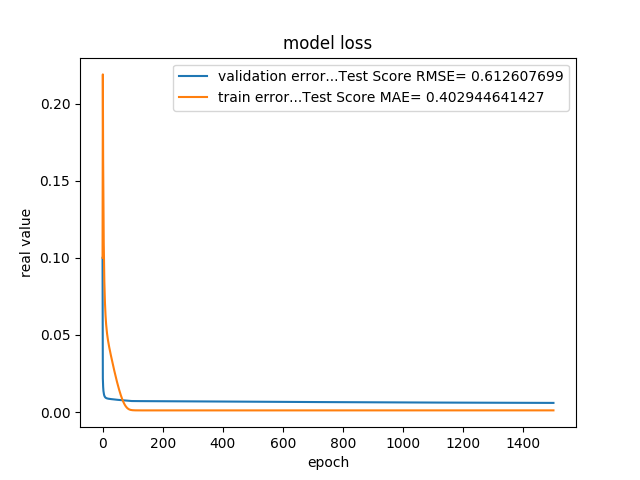 model loss
validation error...Test Score RMSE= 0.612607699
train error...Test Score MAE= 0.402944641427
real value
0.20
0.15
0.10
0.05
0.00
0 200 400 600 800 1000 1200 1400
epoch